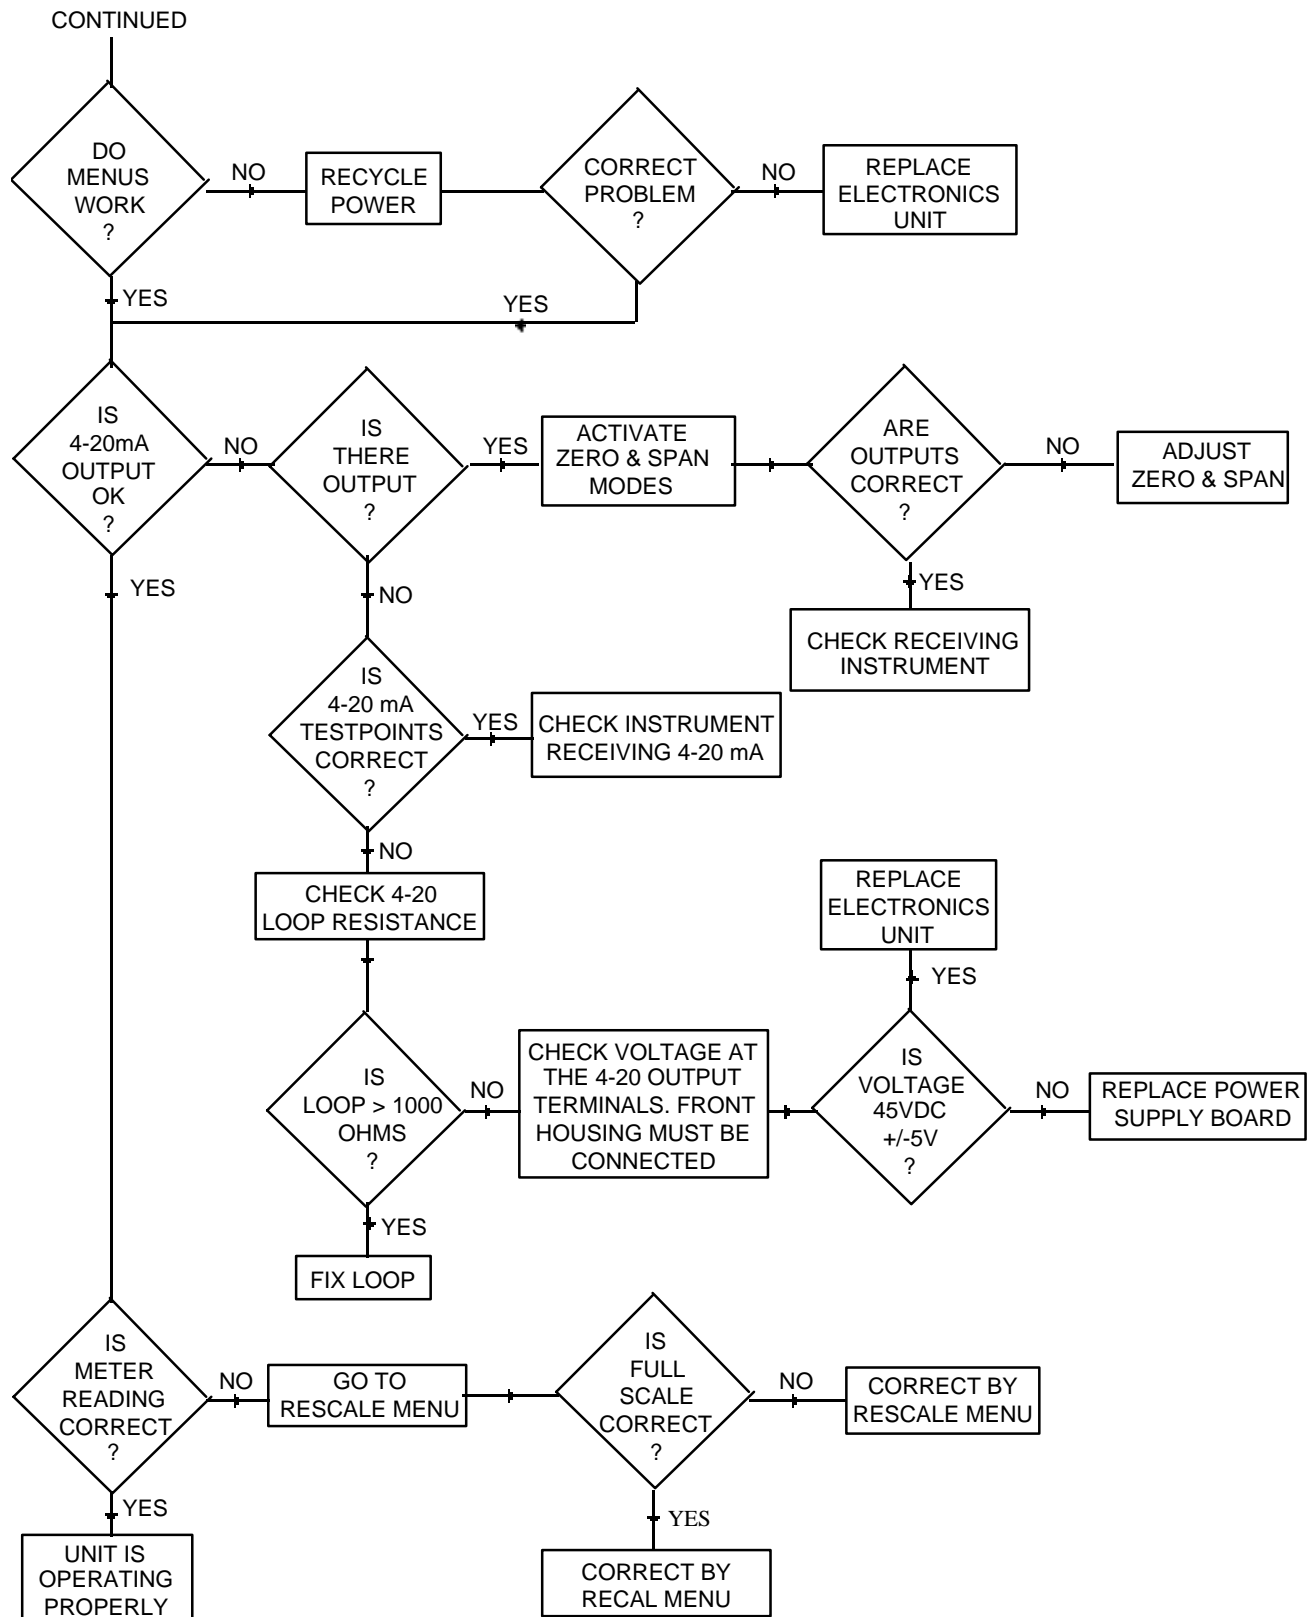 CONTINUED
DO
MENUS
WORK
?
NO
RECYCLE
POWER
CORRECT
PROBLEM
?
NO
REPLACE
ELECTRONICS
UNIT
YES
YES
IS
4-20mA
OUTPUT
OK
?
NO
IS
THERE
OUTPUT
?
YES
ACTIVATE
ZERO & SPAN
MODES
ARE
OUTPUTS
CORRECT
?
NO
ADJUST
ZERO & SPAN
YES
NO
YES
CHECK RECEIVING
INSTRUMENT
IS
4-20 mA
TESTPOINTS
CORRECT
?
YES
CHECK INSTRUMENT
RECEIVING 4-20 mA
NO
CHECK 4-20
LOOP RESISTANCE
REPLACE
ELECTRONICS
UNIT
YES
IS
LOOP > 1000
OHMS
?
NO
CHECK VOLTAGE AT
THE 4-20 OUTPUT
TERMINALS. FRONT
HOUSING MUST BE
CONNECTED
IS
VOLTAGE
45VDC
+/-5V
?
NO
REPLACE POWER
SUPPLY BOARD
YES
FIX LOOP
IS
METER
READING
CORRECT
?
NO
GO TO
RESCALE MENU
IS
FULL
SCALE
CORRECT
?
NO
CORRECT BY
RESCALE MENU
YES
UNIT IS
OPERATING
PROPERLY
YES
CORRECT BY
RECAL MENU